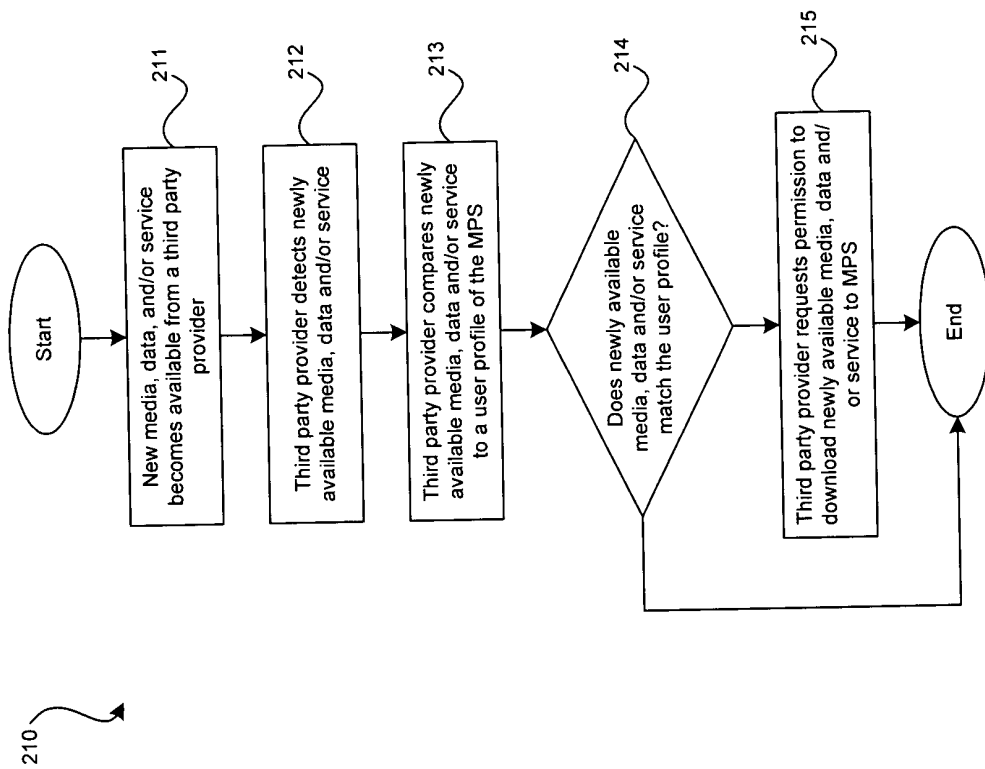 210
Start
211
New media, data, and/or service
becomes available from a third party
provider
212
Third party provider detects newly
available media, data and/or service
213
Third party provider compares newly
available media, data and/or service
to a user profile of the MPS
214
Does newly available
media, data and/or service
match the user profile?
215
Third party provider requests permission to
download newly available media, data and/
or service to MPS
End